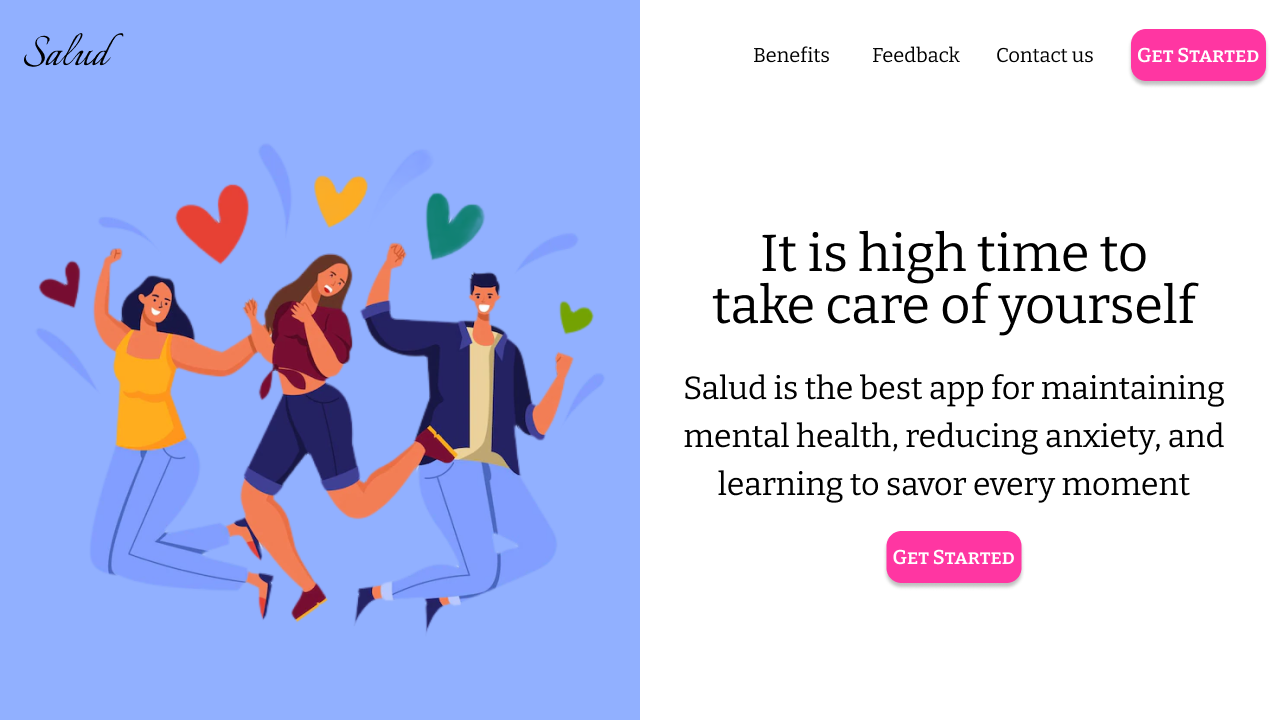 Salud
Benefits Feedback Contact us Get Started
It is high time to
take care of yourself
Salud is the best app for maintaining
mental health, reducing anxiety, and
learning to savor every moment
Get Started